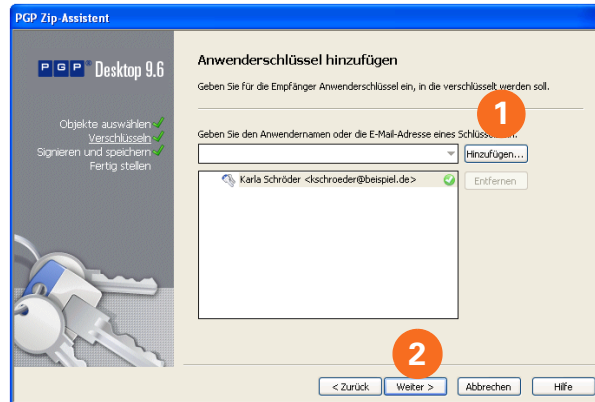 PGP Zip-Assistent
PGP® Desktop 9.6
Objekte auswählen
Verschlüsseln
Signieren und speichern
Fertig stellen
Anwenderschlüssel hinzufügen
Geben Sie für die Empfänger Anwenderschlüssel ein, in die verschlüsselt werden soll.
1
Geben Sie den Anwendernamen oder die E-Mail-Adresse eines
Hinzufügen...
Karla Schröder <kschroeder@beispiel.de>
Entfernen
2
< Zurück
Weiter >
Abbrechen
Hilfe